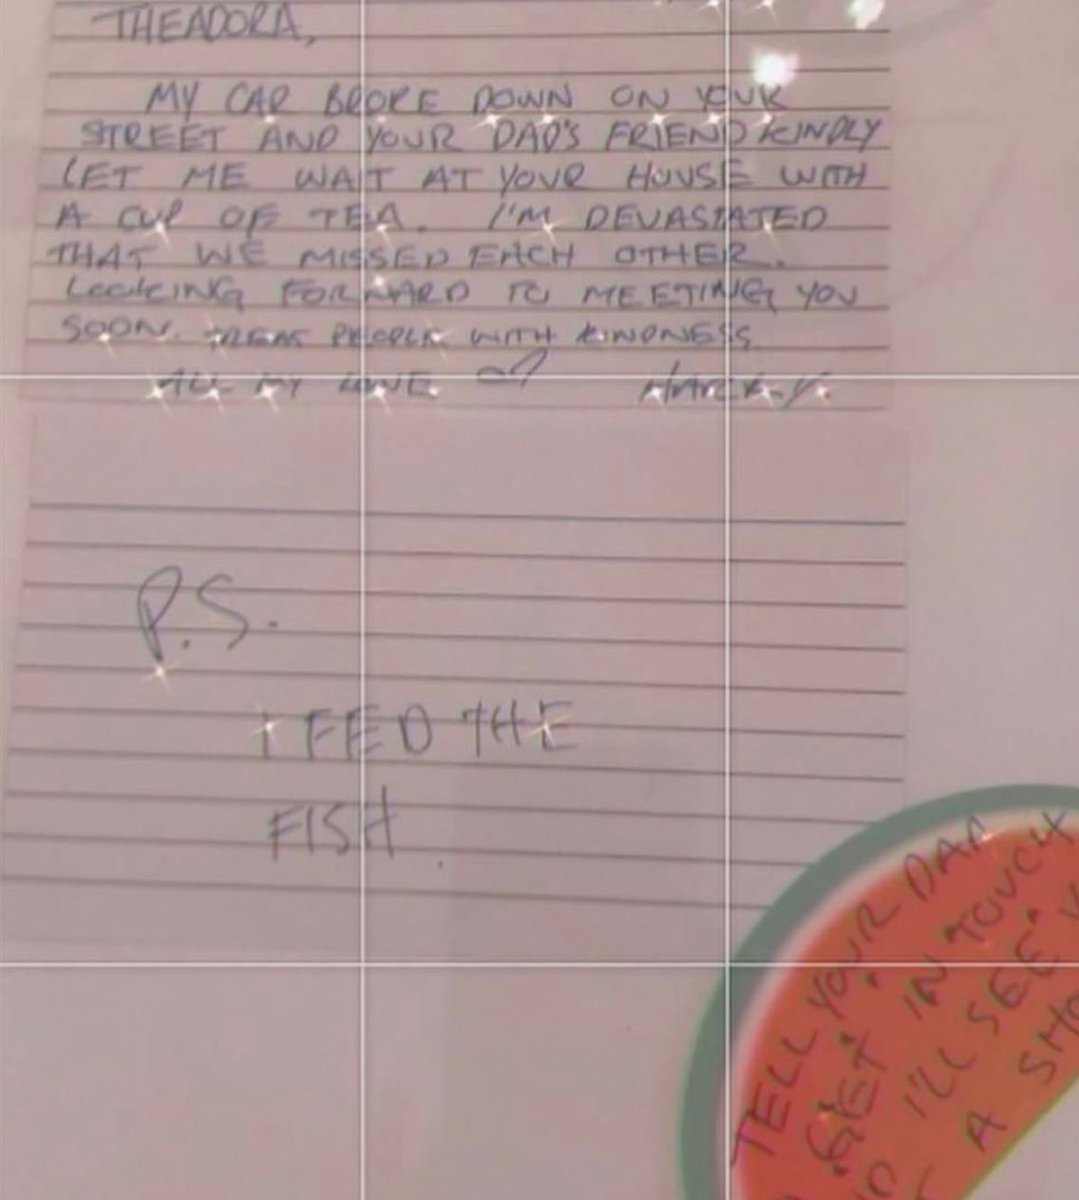 THEADORA,
MY CAR BROKE DOWN ON YOUR
STREET AND YOUR DAD'S FRIEND KINDLY
LET ME WAIT AT YOUR HOUSE WITH
A CUP OF TEA. I'M DEVASTATED
THAT WE MISSED EACH OTHER.
LOOKING FORWARD TO MEETING YOU
SOON. TREAT PEOPLE WITH KINDNESS
ALL MY LOVE
P.S.
I FED THE
FISH.
TELL YOUR DAD
GET IN TOUCH
I'LL SEE
A